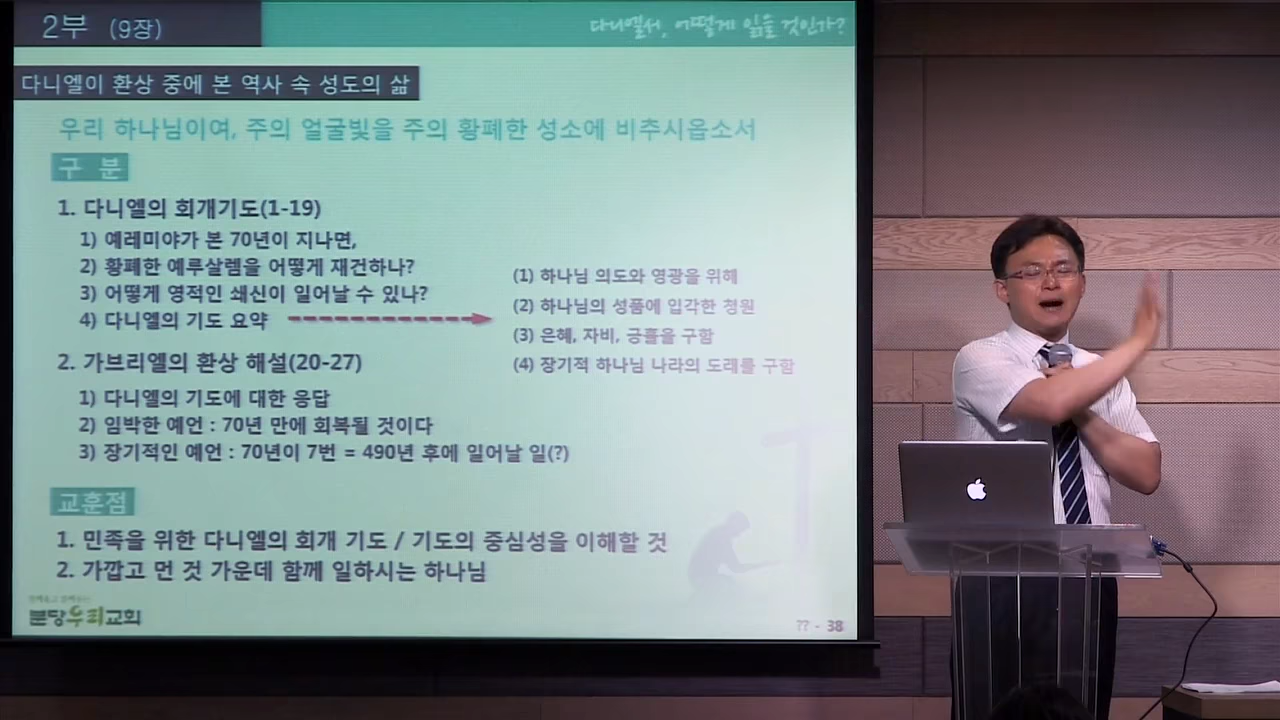 2부 (9장)
다니엘서, 어떻게 읽을 것인가?
다니엘이 환상 중에 본 역사 속 성도의 삶
우리 하나님이여, 주의 얼굴빛을 주의 황폐한 성소에 비추시옵소서
구 분
1. 다니엘의 회개기도(1-19)
1) 예레미야가 본 70년이 지나면,
2) 황폐한 예루살렘을 어떻게 재건하나?
3) 어떻게 영적인 쇄신이 일어날 수 있나?
4) 다니엘의 기도 요약
(1) 하나님 의도와 영광을 위해
(2) 하나님의 성품에 입각한 청원
(3) 은혜, 자비, 긍휼을 구함
(4) 장기적 하나님 나라의 도래를 구함
2. 가브리엘의 환상 해설(20-27)
1) 다니엘의 기도에 대한 응답
2) 임박한 예언 : 70년 만에 회복될 것이다
3) 장기적인 예언 : 70년이 7번 = 490년 후에 일어날 일(?)
교훈점
1. 민족을 위한 다니엘의 회개 기도 / 기도의 중심성을 이해할 것
2. 가깝고 먼 것 가운데 함께 일하시는 하나님
분당우리교회
?? - 38